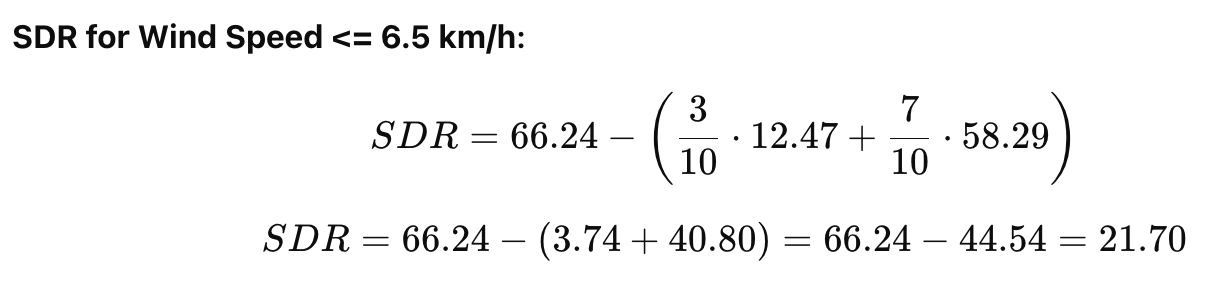 SDR for Wind Speed <= 6.5 km/h:
SDR = 66.24 − (3/10 · 12.47 + 7/10 · 58.29)
SDR = 66.24 − (3.74 + 40.80) = 66.24 − 44.54 = 21.70